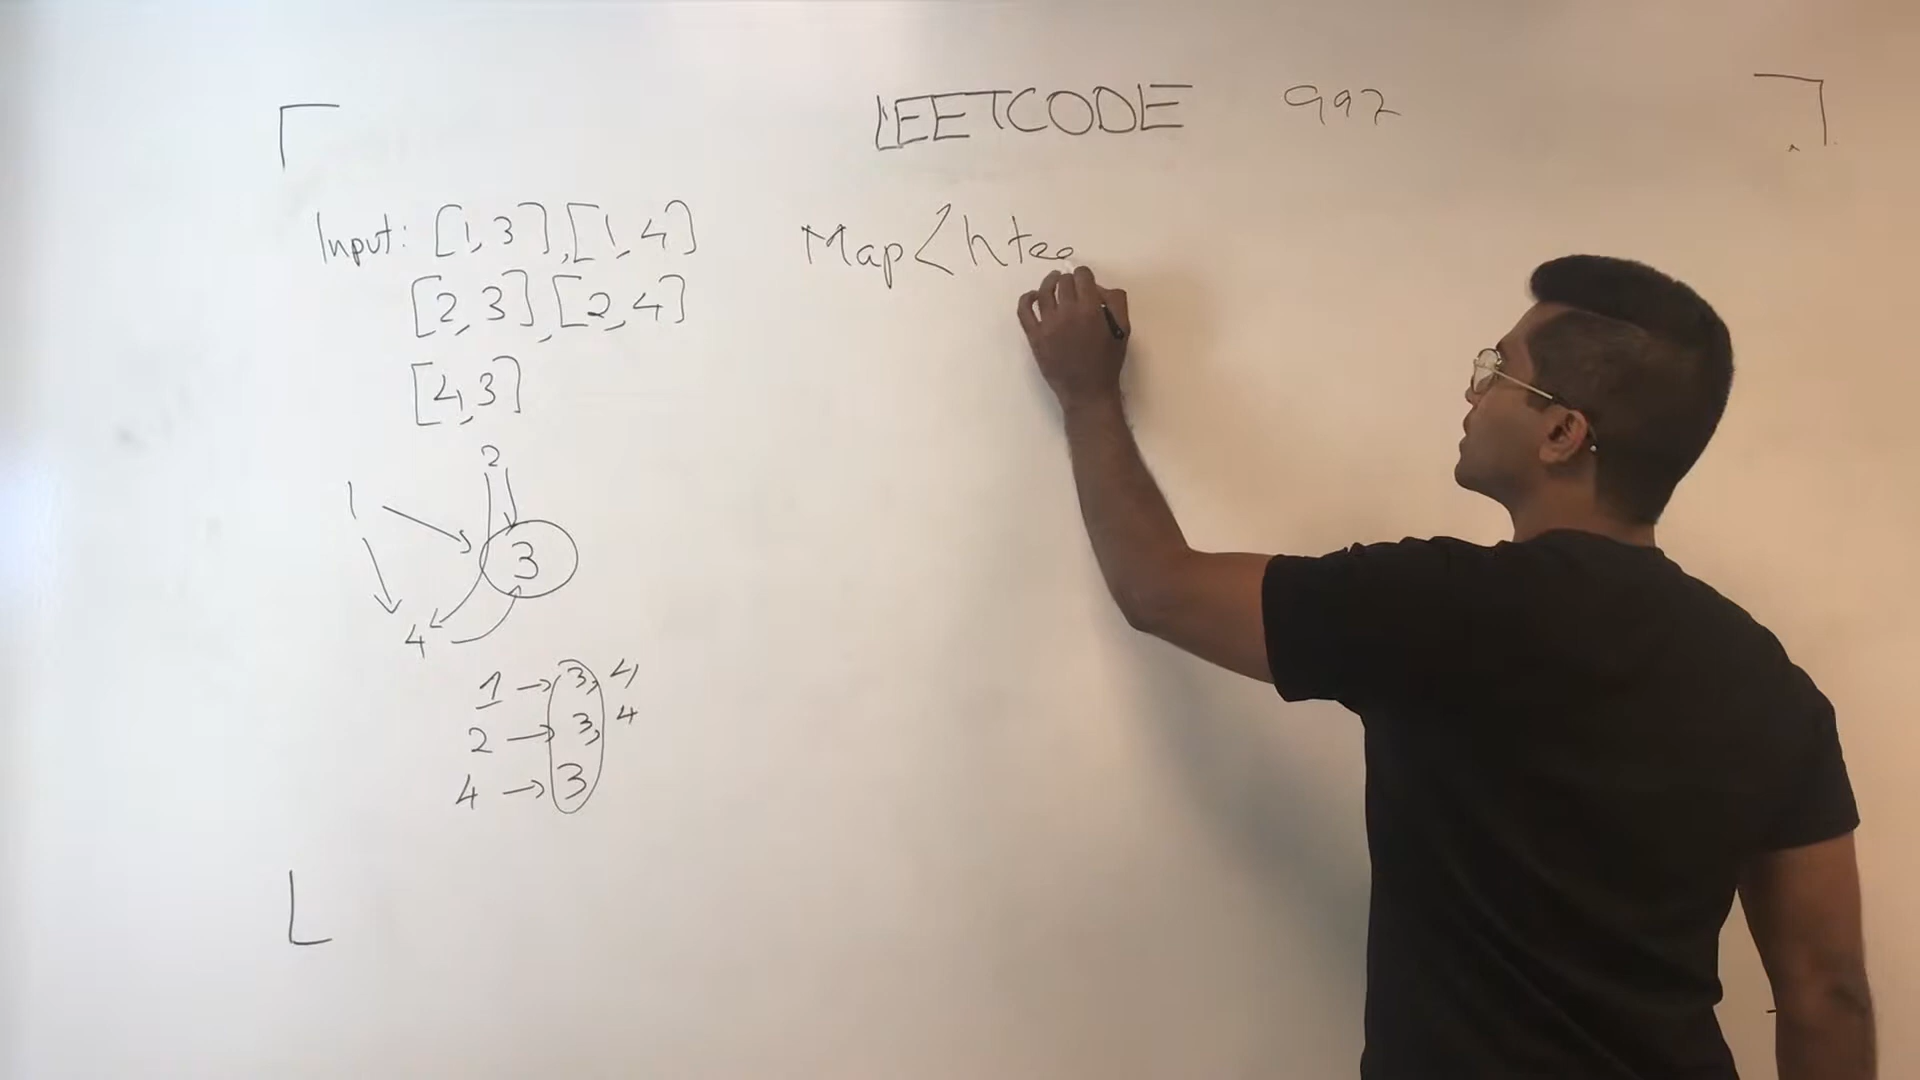 LEETCODE 997
Input: [1,3],[1,4]
[2,3],[2,4]
[4,3]
Map<Intege
2
1
3
4
1 → 3, 4
2 → 3, 4
4 → 3